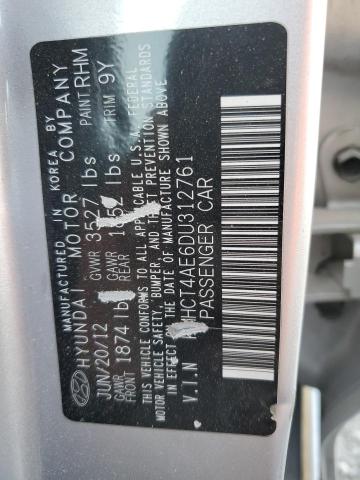 MANUFACTURED IN KOREA BY
HYUNDAI MOTOR COMPANY
JUN/20/12 GVWR 3527 lbs PAINT RHM
GAWR FRONT 1874 lbs GAWR REAR lbs TRIM 9Y
THIS VEHICLE CONFORMS TO ALL APPLICABLE U.S.A. FEDERAL
MOTOR VEHICLE SAFETY, BUMPER, AND THEFT PREVENTION STANDARDS
IN EFFECT ON THE DATE OF MANUFACTURE SHOWN ABOVE.
V.I.N HCT4AE6DU312761
PASSENGER CAR